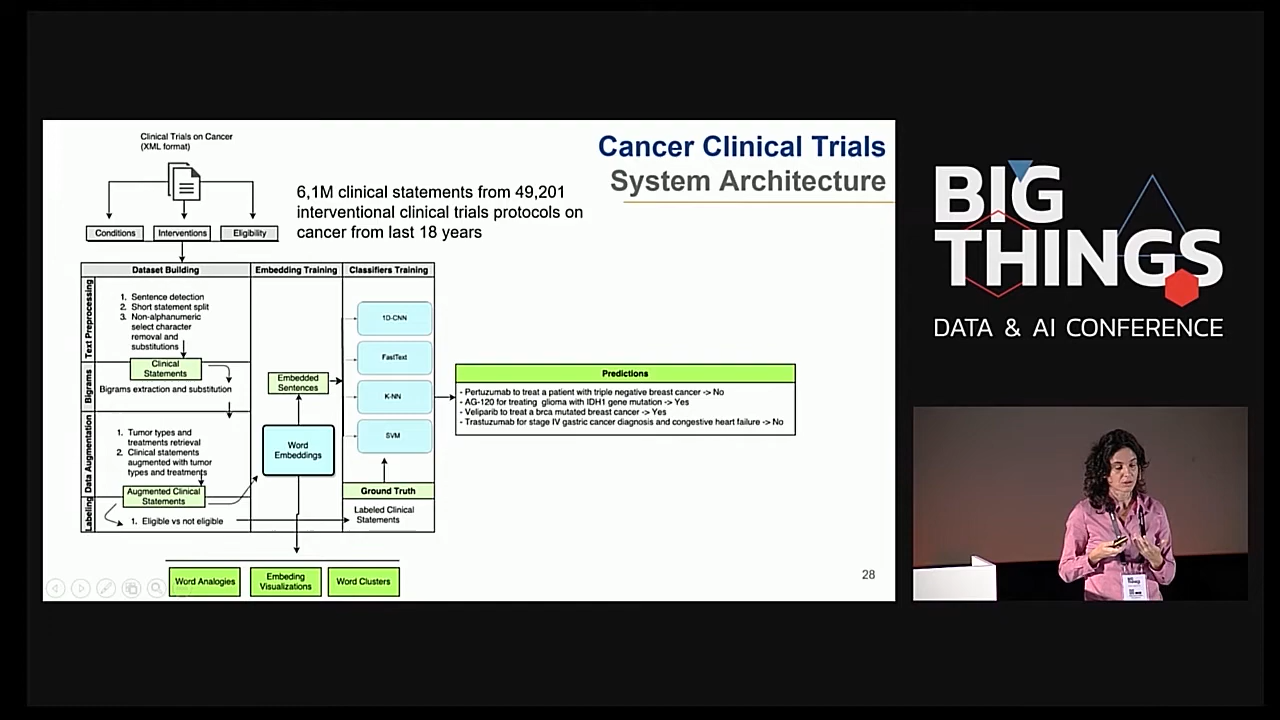 Clinical Trials on Cancer
(XML format)
Cancer Clinical Trials
System Architecture
6,1M clinical statements from 49,201
interventional clinical trials protocols on
cancer from last 18 years
Conditions
Interventions
Eligibility
Dataset Building
Embedding Training
Classifiers Training
Text Preprocessing
1. Sentence detection
2. Short statement split
3. Non-alphanumeric
select character
removal and
substitutions
Clinical
Statements
Bigrams
Bigrams extraction and substitution
Data Augmentation
1. Tumor types and
treatments retrieval
2. Clinical statements
augmented with tumor
types and treatments
Augmented Clinical
Statements
Labeling
1. Eligible vs not eligible
Embedded
Sentences
Word
Embeddings
1D-CNN
FastText
K-NN
SVM
Ground Truth
Labeled Clinical
Statements
Predictions
- Pertuzumab to treat a patient with triple negative breast cancer -> No
- AG-120 for treating glioma with IDH1 gene mutation -> Yes
- Veliparib to treat a brca mutated breast cancer -> Yes
- Trastuzumab for stage IV gastric cancer diagnosis and congestive heart failure -> No
Word Analogies
Embeding
Visualizations
Word Clusters
28
BIG
THINGS
DATA & AI CONFERENCE
BIG
THINGS